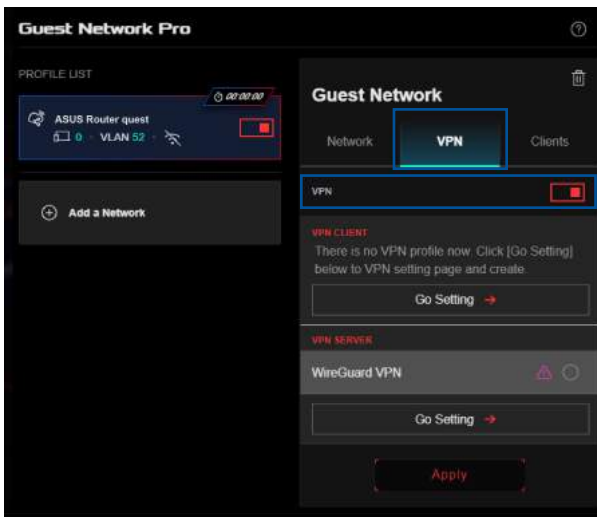 Guest Network Pro
PROFILE LIST
00:00:00
ASUS Router quest
0 · VLAN 52 ·
Add a Network
Guest Network
Network
VPN
Clients
VPN
VPN CLIENT
There is no VPN profile now. Click [Go Setting]
below to VPN setting page and create.
Go Setting
VPN SERVER
WireGuard VPN
Go Setting
Apply